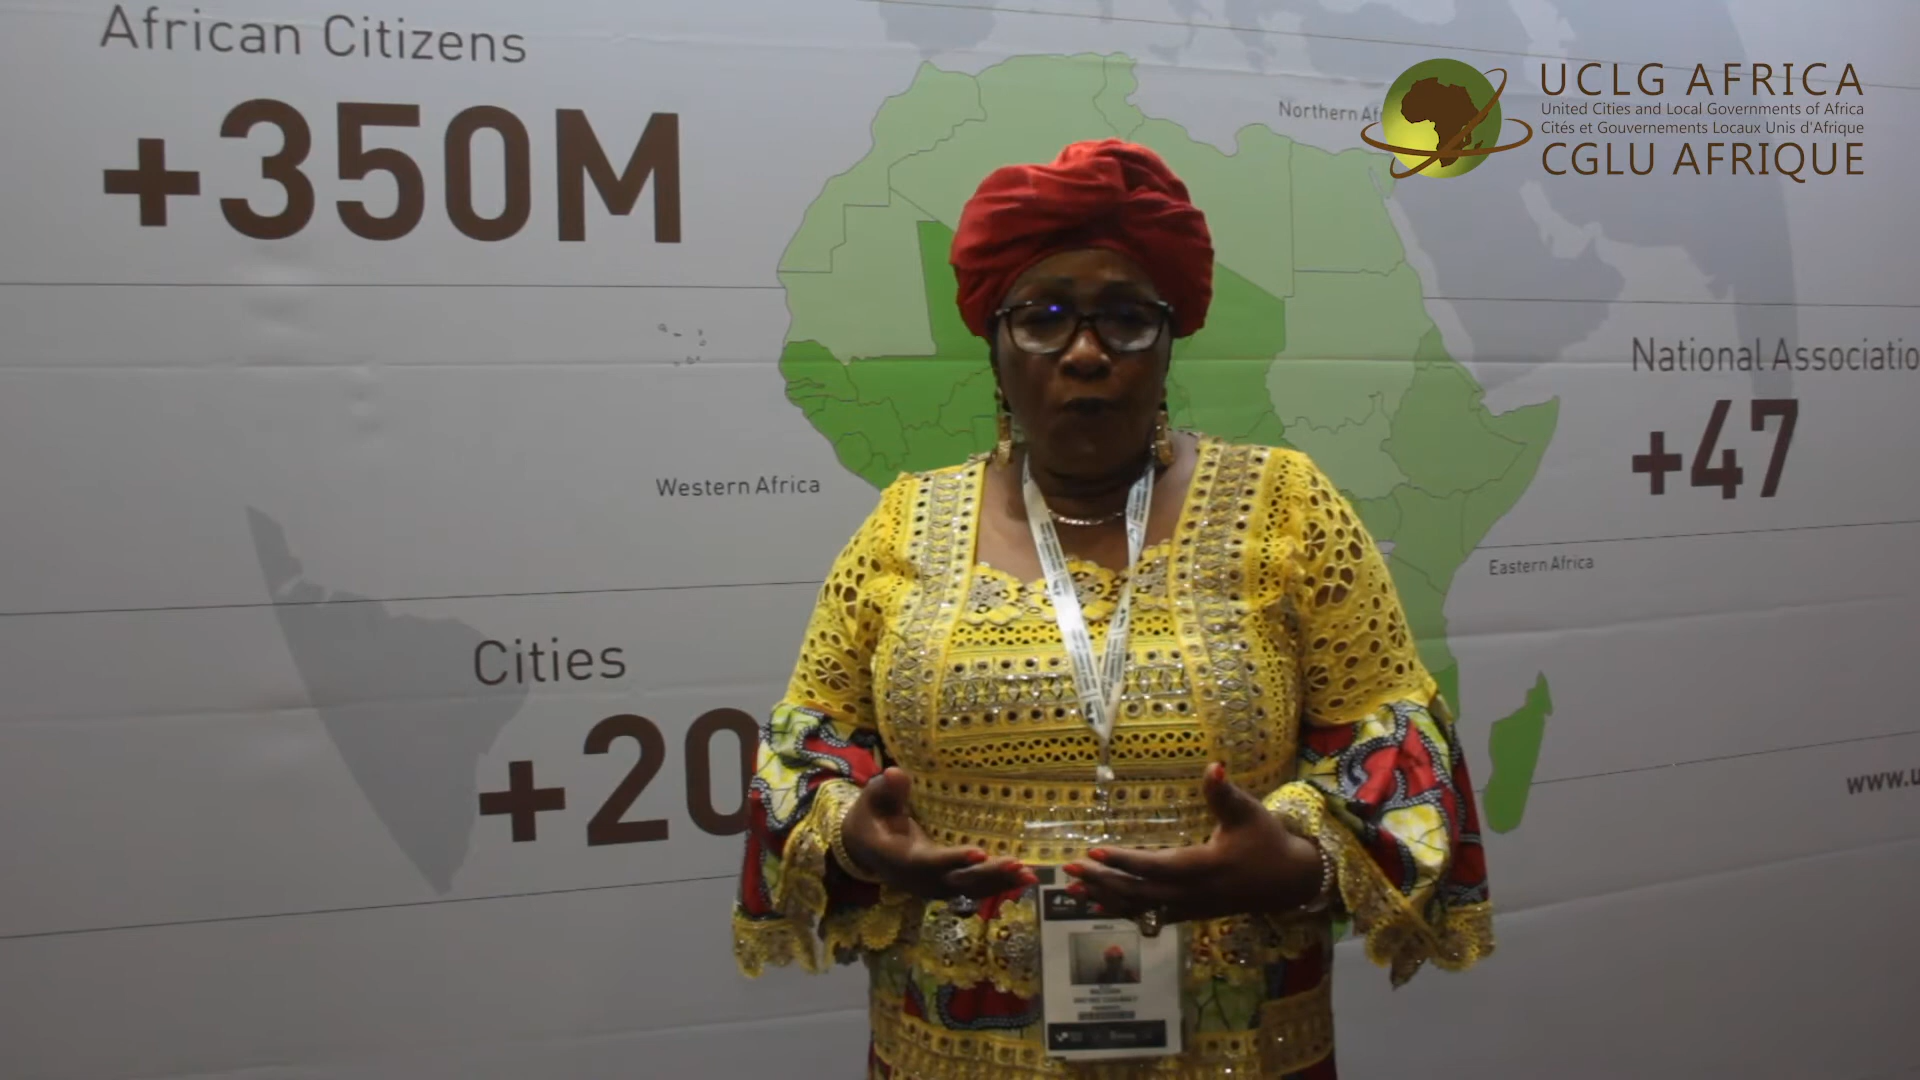 African Citizens
+350M
UCLG AFRICA
United Cities and Local Governments of Africa
Cités et Gouvernements Locaux Unis d'Afrique
CGLU AFRIQUE
Northern Af
National Associatio
+47
Western Africa
Eastern Africa
Cities
+20
www.u